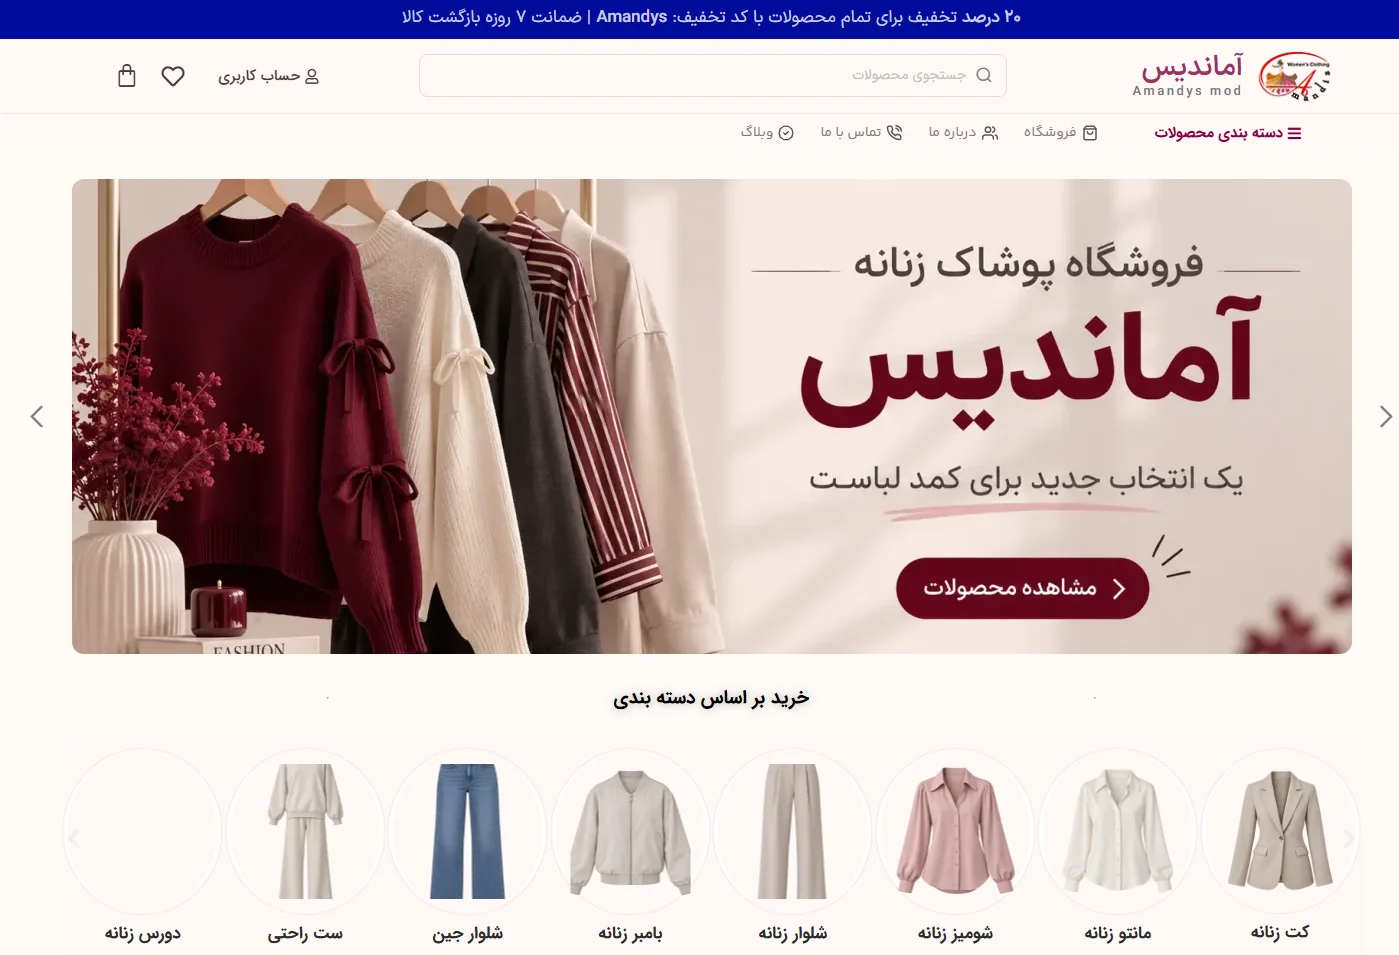 ۲۰ درصد تخفیف برای تمام محصولات با کد تخفیف: Amandys | ضمانت ۷ روزه بازگشت کالا
Women's Clothing
Amandis
آماندیس
Amandys mod
جستجوی محصولات
حساب کاربری
دسته بندی محصولات
فروشگاه
درباره ما
تماس با ما
وبلاگ
فروشگاه پوشاک زنانه
آماندیس
یک انتخاب جدید برای کمد لباست
مشاهده محصولات
FASHION
خرید بر اساس دسته بندی
کت زنانه
مانتو زنانه
شومیز زنانه
شلوار زنانه
بامبر زنانه
شلوار جین
ست راحتی
دورس زنانه